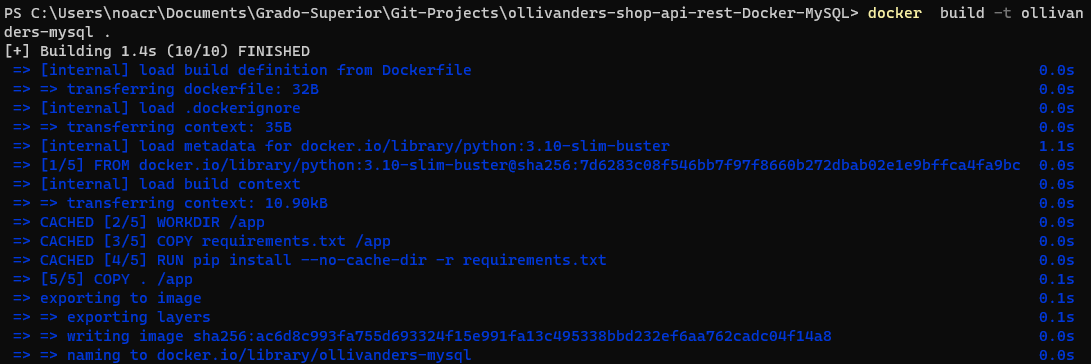 PS C:\Users\noacr\Documents\Grado-Superior\Git-Projects\ollivanders-shop-api-rest-Docker-MySQL> docker  build -t ollivan
ders-mysql .
[+] Building 1.4s (10/10) FINISHED
=> [internal] load build definition from Dockerfile 0.0s
=> => transferring dockerfile: 32B 0.0s
=> [internal] load .dockerignore 0.0s
=> => transferring context: 35B 0.0s
=> [internal] load metadata for docker.io/library/python:3.10-slim-buster 1.1s
=> [1/5] FROM docker.io/library/python:3.10-slim-buster@sha256:7d6283c08f546bb7f97f8660b272dbab02e1e9bffca4fa9bc 0.0s
=> [internal] load build context 0.0s
=> => transferring context: 10.90kB 0.0s
=> CACHED [2/5] WORKDIR /app 0.0s
=> CACHED [3/5] COPY requirements.txt /app 0.0s
=> CACHED [4/5] RUN pip install --no-cache-dir -r requirements.txt 0.0s
=> [5/5] COPY . /app 0.1s
=> exporting to image 0.1s
=> => exporting layers 0.1s
=> => writing image sha256:ac6d8c993fa755d693324f15e991fa13c495338bbd232ef6aa762cadc04f14a8 0.0s
=> => naming to docker.io/library/ollivanders-mysql 0.0s